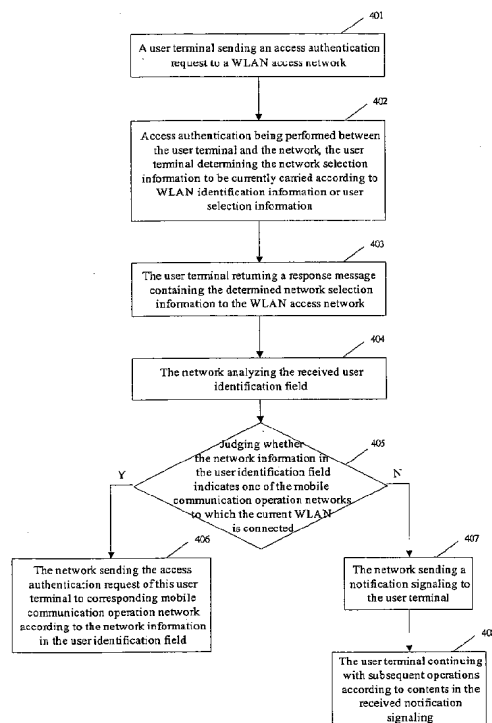 401
A user terminal sending an access authentication
request to a WLAN access network
402
Access authentication being performed between
the user terminal and the network, the user
terminal determining the network selection
information to be currently carried according to
WLAN identification information or user
selection information
403
The user terminal returning a response message
containing the determined network selection
information to the WLAN access network
404
The network analyzing the received user
identification field
405
Judging whether
the network information in
the user identification field
indicates one of the mobile
communication operation networks
to which the current WLAN
is connected
Y
N
406
The network sending the access
authentication request of this user
terminal to corresponding mobile
communication operation network
according to the network information
in the user identification field
407
The network sending a
notification signaling to
the user terminal
40
The user terminal continuing
with subsequent operations
according to contents in the
received notification
signaling